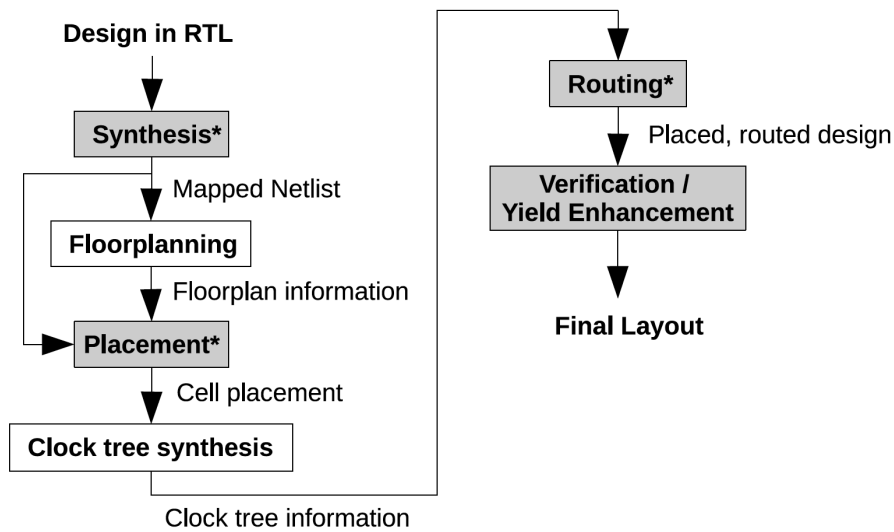 Design in RTL
Synthesis*
Mapped Netlist
Floorplanning
Floorplan information
Placement*
Cell placement
Clock tree synthesis
Clock tree information
Routing*
Placed, routed design
Verification /
Yield Enhancement
Final Layout